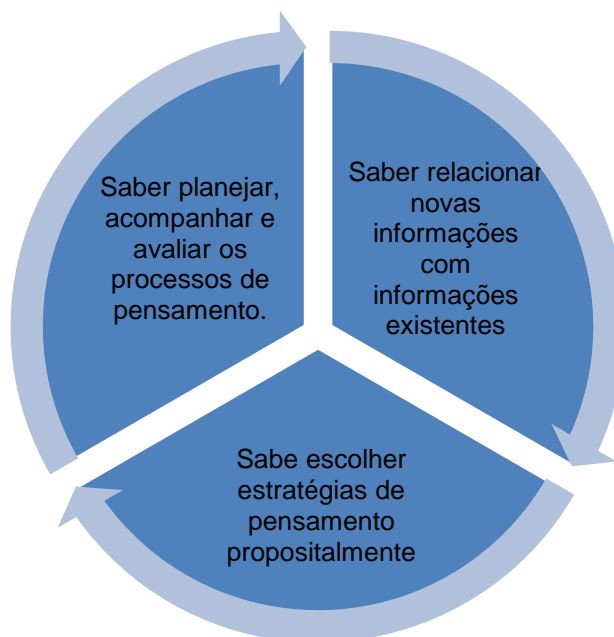 Saber planejar,
acompanhar e
avaliar os
processos de
pensamento.
Saber relacionar
novas
informações
com
informações
existentes
Sabe escolher
estratégias de
pensamento
propositalmente